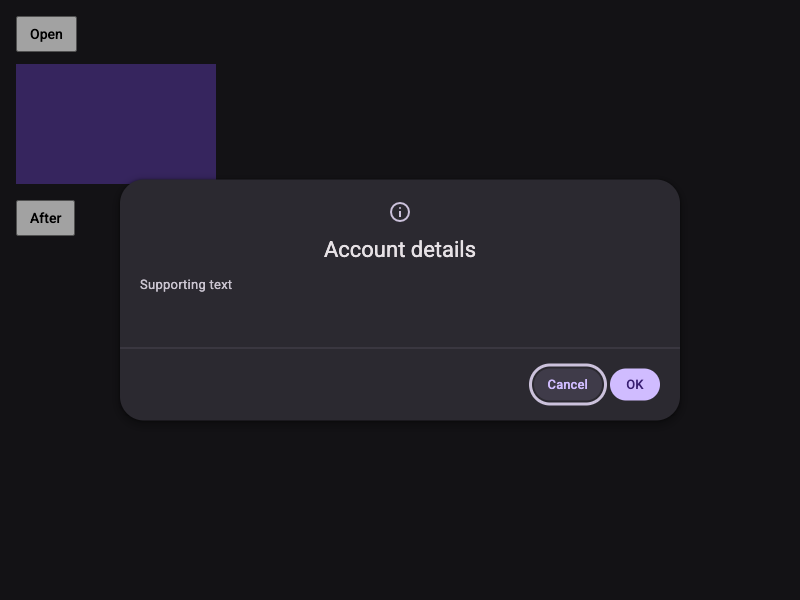 Open
After
Account details
Supporting text
Cancel
OK